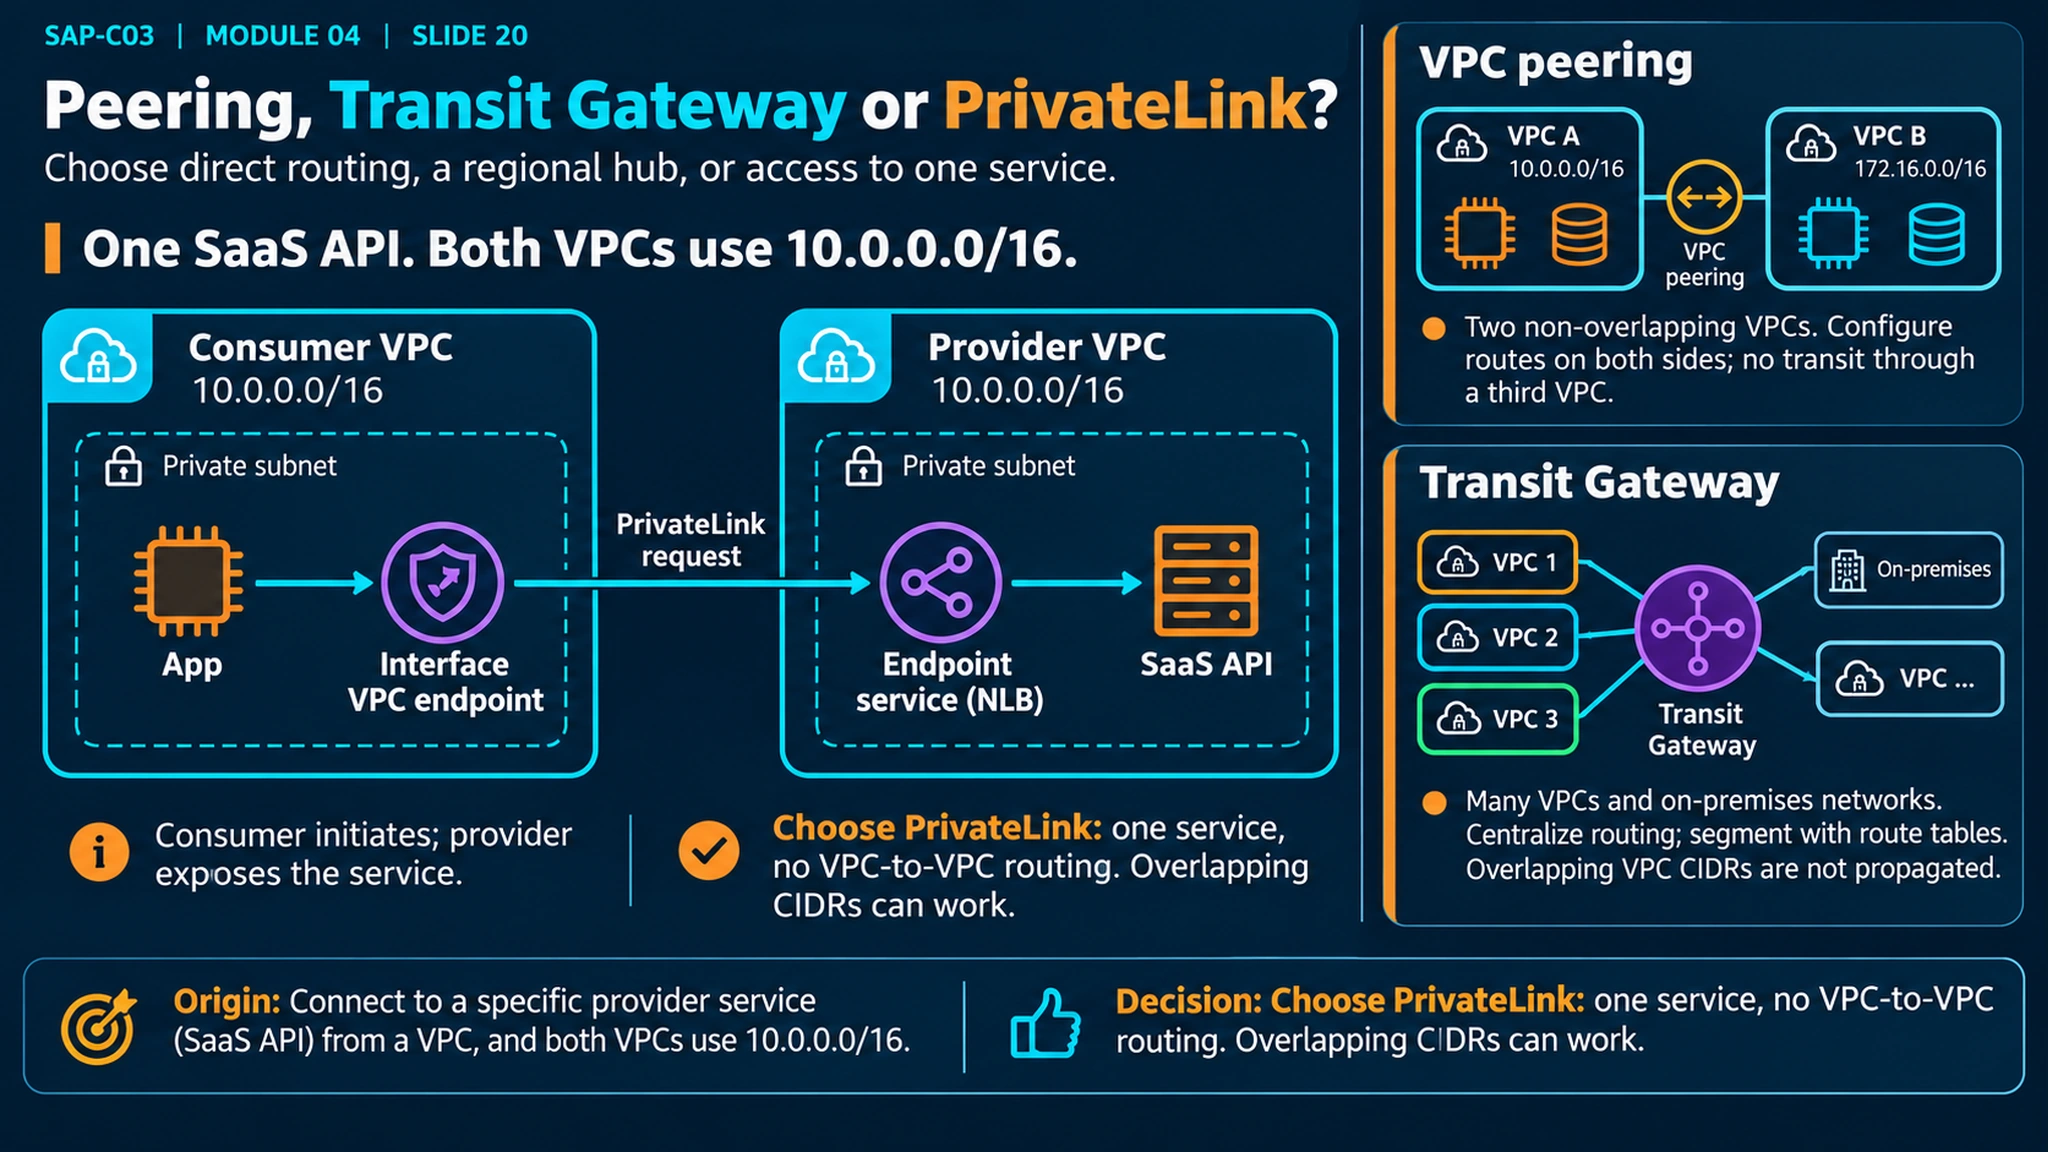 SAP-C03 | MODULE 04 | SLIDE 20
Peering, Transit Gateway or PrivateLink?
Choose direct routing, a regional hub, or access to one service.
One SaaS API. Both VPCs use 10.0.0.0/16.
Consumer VPC
10.0.0.0/16
Private subnet
App
Interface
VPC endpoint
PrivateLink
request
Provider VPC
10.0.0.0/16
Private subnet
Endpoint
service (NLB)
SaaS API
Consumer initiates; provider
exposes the service.
Choose PrivateLink: one service,
no VPC-to-VPC routing. Overlapping
CIDRs can work.
VPC peering
VPC A
10.0.0.0/16
VPC
peering
VPC B
172.16.0.0/16
Two non-overlapping VPCs. Configure
routes on both sides; no transit through
a third VPC.
Transit Gateway
VPC 1
VPC 2
VPC 3
Transit
Gateway
On-premises
VPC ...
Many VPCs and on-premises networks.
Centralize routing; segment with route tables.
Overlapping VPC CIDRs are not propagated.
Origin: Connect to a specific provider service
(SaaS API) from a VPC, and both VPCs use 10.0.0.0/16.
Decision: Choose PrivateLink: one service, no VPC-to-VPC
routing. Overlapping CIDRs can work.